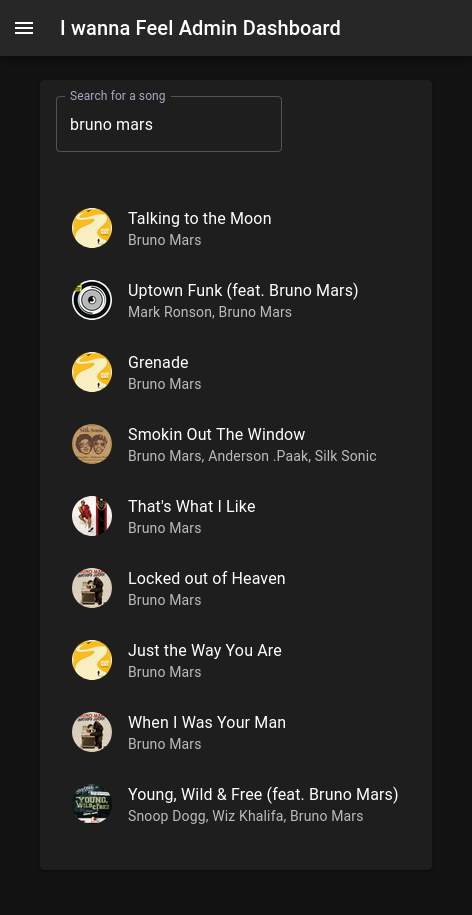 I wanna Feel Admin Dashboard
Search for a song
bruno mars
Talking to the Moon
Bruno Mars
Uptown Funk (feat. Bruno Mars)
Mark Ronson, Bruno Mars
Grenade
Bruno Mars
Smokin Out The Window
Bruno Mars, Anderson .Paak, Silk Sonic
That's What I Like
Bruno Mars
Locked out of Heaven
Bruno Mars
Just the Way You Are
Bruno Mars
When I Was Your Man
Bruno Mars
Young, Wild & Free (feat. Bruno Mars)
Snoop Dogg, Wiz Khalifa, Bruno Mars